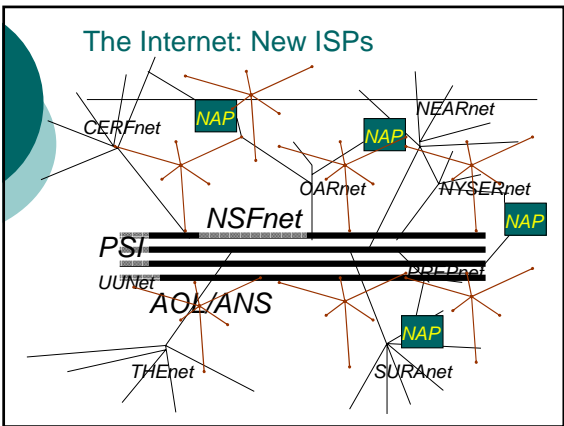 The Internet: New ISPs
NEARnet
CERFnet
NAP
NAP
OARnet
NYSERnet
NSFnet
NAP
PSI
PREPnet
UUNet
AOL/ANS
NAP
THEnet
SURAnet